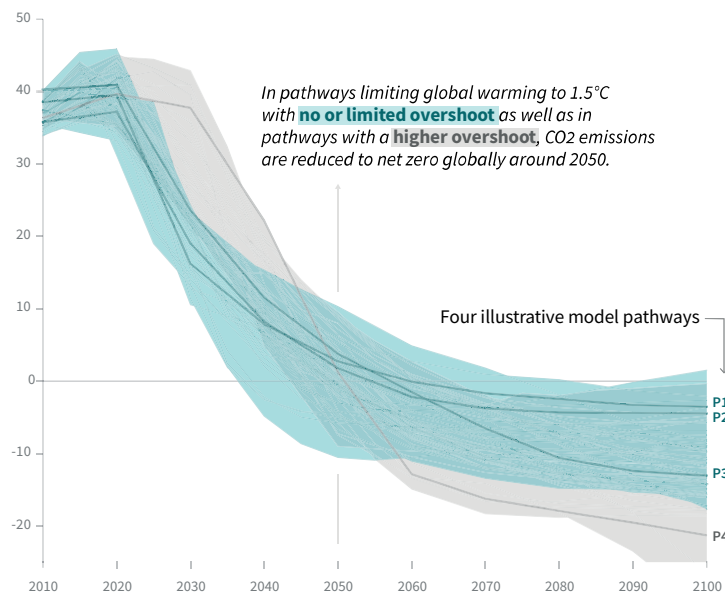 50
In pathways limiting global warming to 1.5°C
with no or limited overshoot as well as in
pathways with a higher overshoot, CO2 emissions
are reduced to net zero globally around 2050.
40
30
20
10
Four illustrative model pathways
0
P1
P2
-10
P3
-20
P4
2010 2020 2030 2040 2050 2060 2070 2080 2090 2100